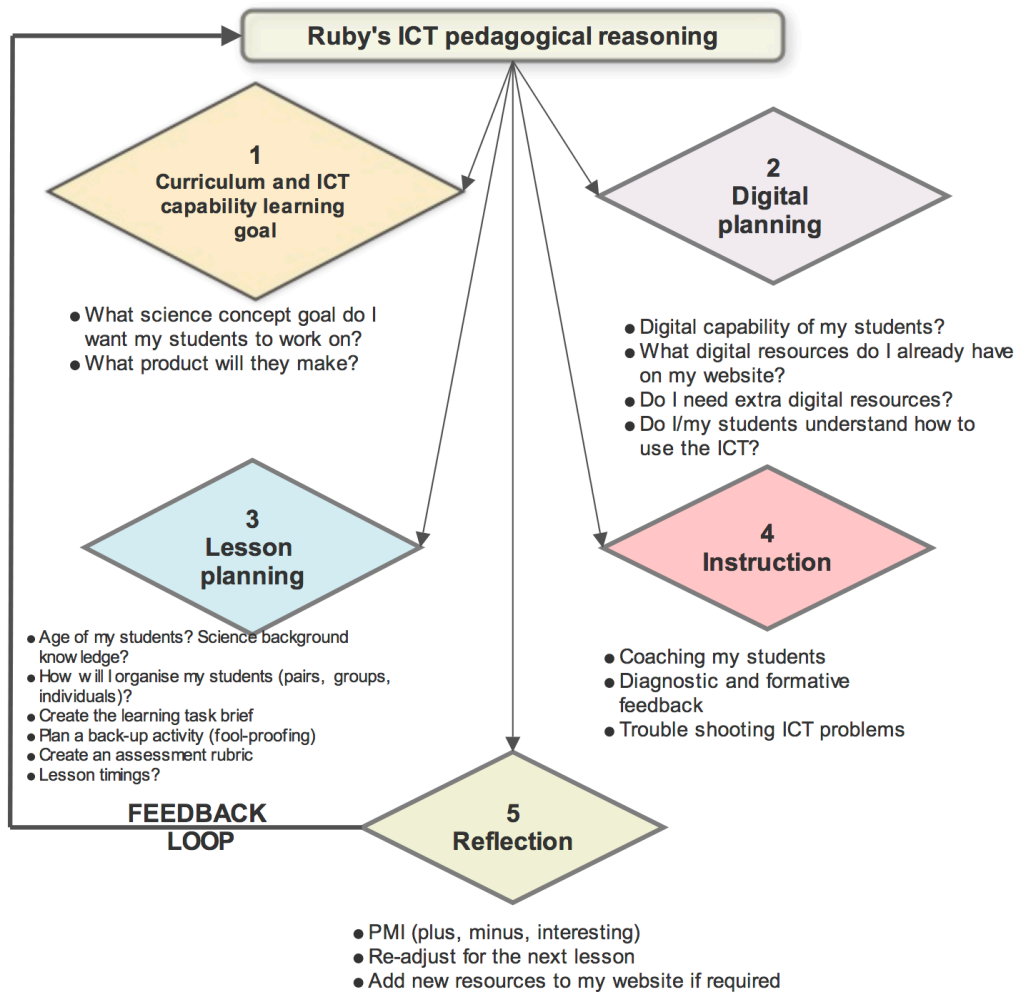 Ruby's ICT pedagogical reasoning
1
Curriculum and ICT
capability learning
goal
● What science concept goal do I
want my students to work on?
● What product will they make?
2
Digital
planning
● Digital capability of my students?
● What digital resources do I already have
on my website?
● Do I need extra digital resources?
● Do I/my students understand how to
use the ICT?
3
Lesson
planning
● Age of my students? Science background
knowledge?
● How will I organise my students (pairs, groups,
individuals)?
● Create the learning task brief
● Plan a back-up activity (fool-proofing)
● Create an assessment rubric
● Lesson timings?
4
Instruction
● Coaching my students
● Diagnostic and formative
feedback
● Trouble shooting ICT problems
FEEDBACK
LOOP
5
Reflection
● PMI (plus, minus, interesting)
● Re-adjust for the next lesson
● Add new resources to my website if required